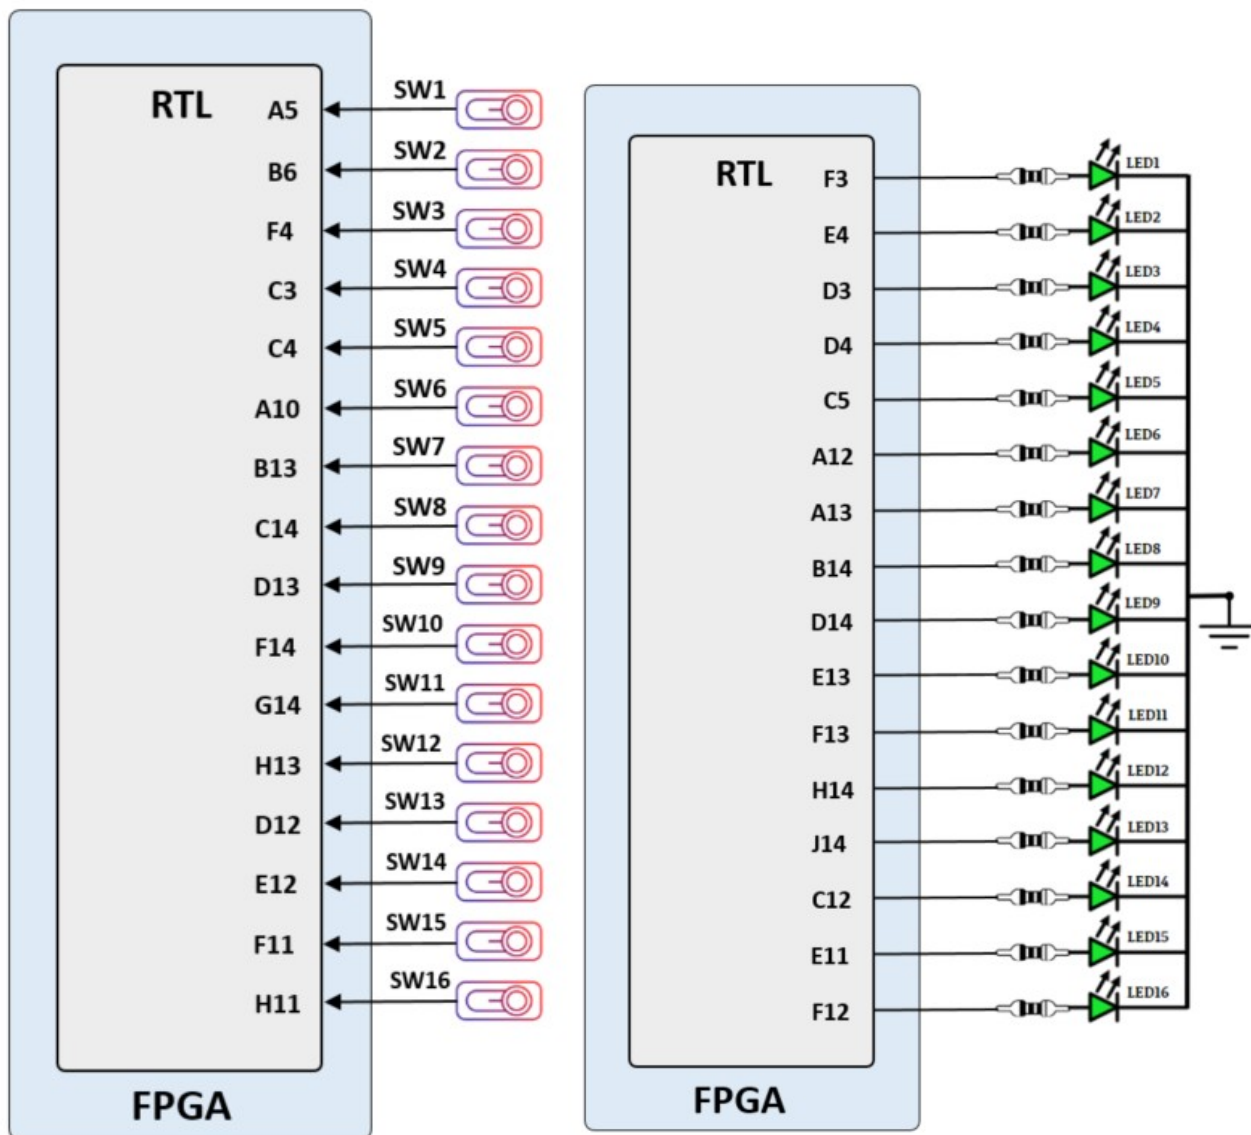 RTL
A5
SW1
B6
SW2
F4
SW3
C3
SW4
C4
SW5
A10
SW6
B13
SW7
C14
SW8
D13
SW9
F14
SW10
G14
SW11
H13
SW12
D12
SW13
E12
SW14
F11
SW15
H11
SW16
FPGA
RTL
F3
LED1
E4
LED2
D3
LED3
D4
LED4
C5
LED5
A12
LED6
A13
LED7
B14
LED8
D14
LED9
E13
LED10
F13
LED11
H14
LED12
J14
LED13
C12
LED14
E11
LED15
F12
LED16
FPGA